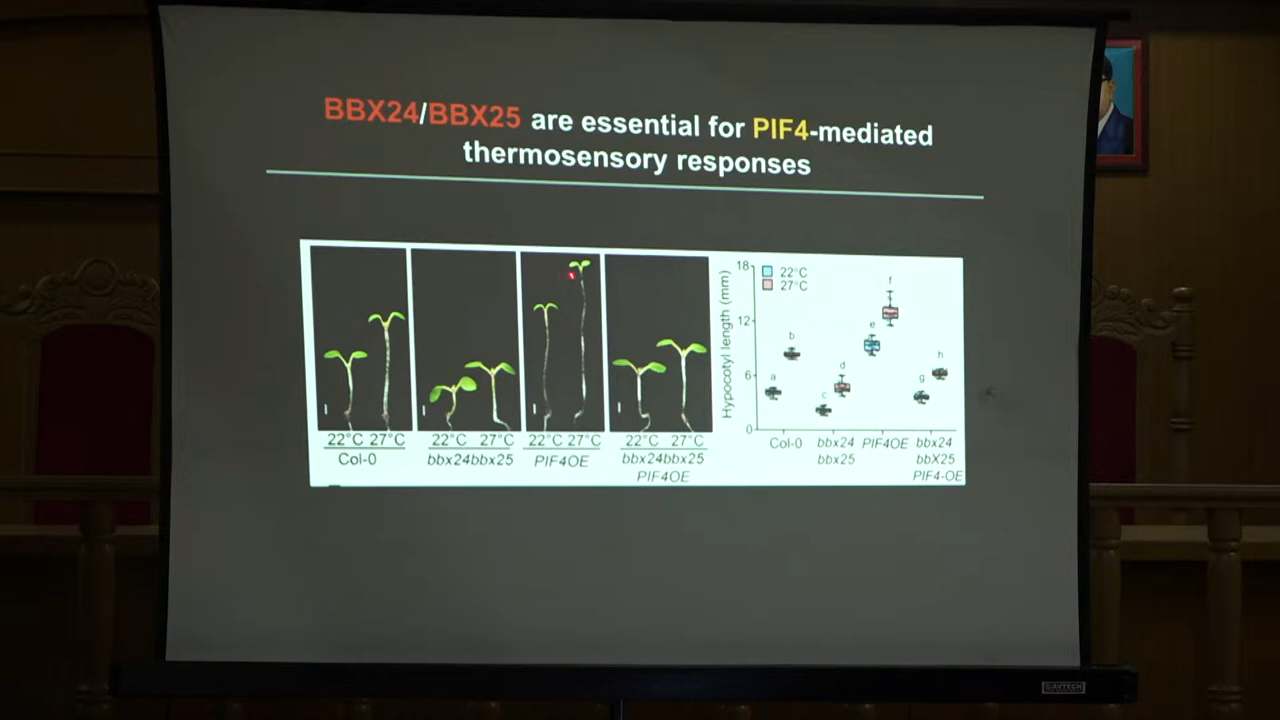 BBX24/BBX25 are essential for PIF4-mediated
thermosensory responses
22°C 27°C
Col-0
22°C 27°C
bbx24bbx25
22°C 27°C
PIF4OE
22°C 27°C
bbx24bbx25
PIF4OE
Hypocotyl length (mm)
18
12
6
0
22°C
27°C
a
b
c
d
e
f
g
h
Col-0
bbx24
bbx25
PIF4OE
bbx24
bbX25
PIF4-OE